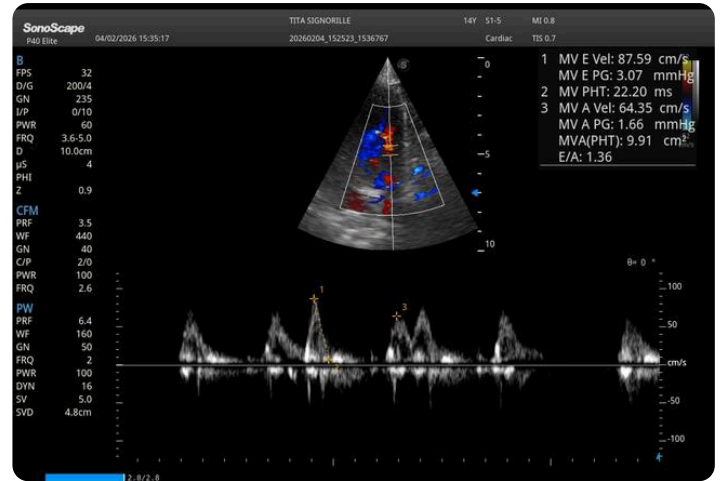 SonoScape
P40 Elite
04/02/2026 15:35:17
TITA SIGNORILLE
20260204_152523_1536767
14Y S1-5
Cardiac
MI 0.8
TIS 0.7
B
FPS 32
D/G 200/4
GN 235
I/P 0/10
PWR 60
FRQ 3.6-5.0
D 10.0cm
µS 4
PHI
Z 0.9
CFM
PRF 3.5
WF 440
GN 40
C/P 2/0
PWR 100
FRQ 2.6
PW
PRF 6.4
WF 160
GN 50
FRQ 2
PWR 100
DYN 16
SV 5.0
SVD 4.8cm
S
0
5
10
1 MV E Vel: 87.59 cm/s
MV E PG: 3.07 mmHg
2 MV PHT: 22.20 ms
3 MV A Vel: 64.35 cm/s
MV A PG: 1.66 mmHg
MVA(PHT): 9.91 cm²
E/A: 1.36
θ= 0 °
1
3
100
50
cm/s
-50
-100
2.8/2.8